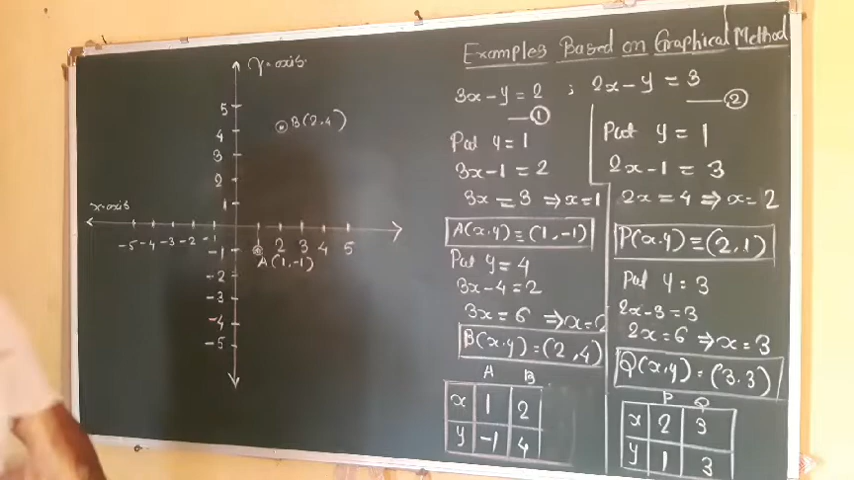 Examples Based on Graphical Method
3x-y=2 ; 2x-y=3
① ②
Put y=1
3x-1=2
3x=3 ⇒x=1
A(x,y)=(1,-1)
Put y=4
3x-4=2
3x=6 ⇒x=2
B(x,y)=(2,4)
A B
x 1 2
y -1 4
Put y=1
2x-1=3
2x=4 ⇒x=2
P(x,y)≡(2,1)
Put y=3
2x-3=3
2x=6 ⇒x=3
Q(x,y)=(3,3)
P Q
x 2 3
y 1 3
y-axis
5
B(2,4)
4
3
2
1
x-axis
-5 -4 -3 -2 -1 2 3 4 5
-1
A(1,-1)
-2
-3
-4
-5